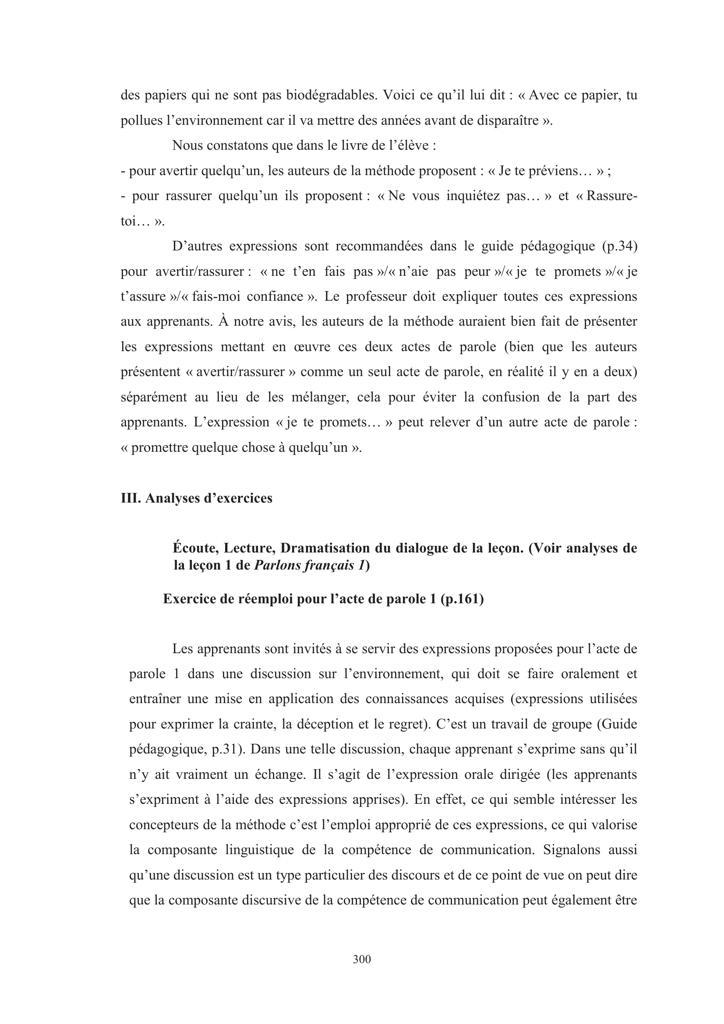 des papiers qui ne sont pas biodégradables. Voici ce qu’il lui dit : « Avec ce papier, tu
pollues l’environnement car il va mettre des années avant de disparaître ».
Nous constatons que dans le livre de l’élève :
- pour avertir quelqu’un, les auteurs de la méthode proposent : « Je te préviens… » ;
- pour rassurer quelqu’un ils proposent : « Ne vous inquiétez pas… » et « Rassure-
toi… ».
D’autres expressions sont recommandées dans le guide pédagogique (p.34)
pour avertir/rassurer : « ne t’en fais pas »/« n’aie pas peur »/« je te promets »/« je
t’assure »/« fais-moi confiance ». Le professeur doit expliquer toutes ces expressions
aux apprenants. À notre avis, les auteurs de la méthode auraient bien fait de présenter
les expressions mettant en œuvre ces deux actes de parole (bien que les auteurs
présentent « avertir/rassurer » comme un seul acte de parole, en réalité il y en a deux)
séparément au lieu de les mélanger, cela pour éviter la confusion de la part des
apprenants. L’expression « je te promets… » peut relever d’un autre acte de parole :
« promettre quelque chose à quelqu’un ».
III. Analyses d’exercices
Écoute, Lecture, Dramatisation du dialogue de la leçon. (Voir analyses de
la leçon 1 de Parlons français 1)
Exercice de réemploi pour l’acte de parole 1 (p.161)
Les apprenants sont invités à se servir des expressions proposées pour l’acte de
parole 1 dans une discussion sur l’environnement, qui doit se faire oralement et
entraîner une mise en application des connaissances acquises (expressions utilisées
pour exprimer la crainte, la déception et le regret). C’est un travail de groupe (Guide
pédagogique, p.31). Dans une telle discussion, chaque apprenant s’exprime sans qu’il
n’y ait vraiment un échange. Il s’agit de l’expression orale dirigée (les apprenants
s’expriment à l’aide des expressions apprises). En effet, ce qui semble intéresser les
concepteurs de la méthode c’est l’emploi approprié de ces expressions, ce qui valorise
la composante linguistique de la compétence de communication. Signalons aussi
qu’une discussion est un type particulier des discours et de ce point de vue on peut dire
que la composante discursive de la compétence de communication peut également être
300